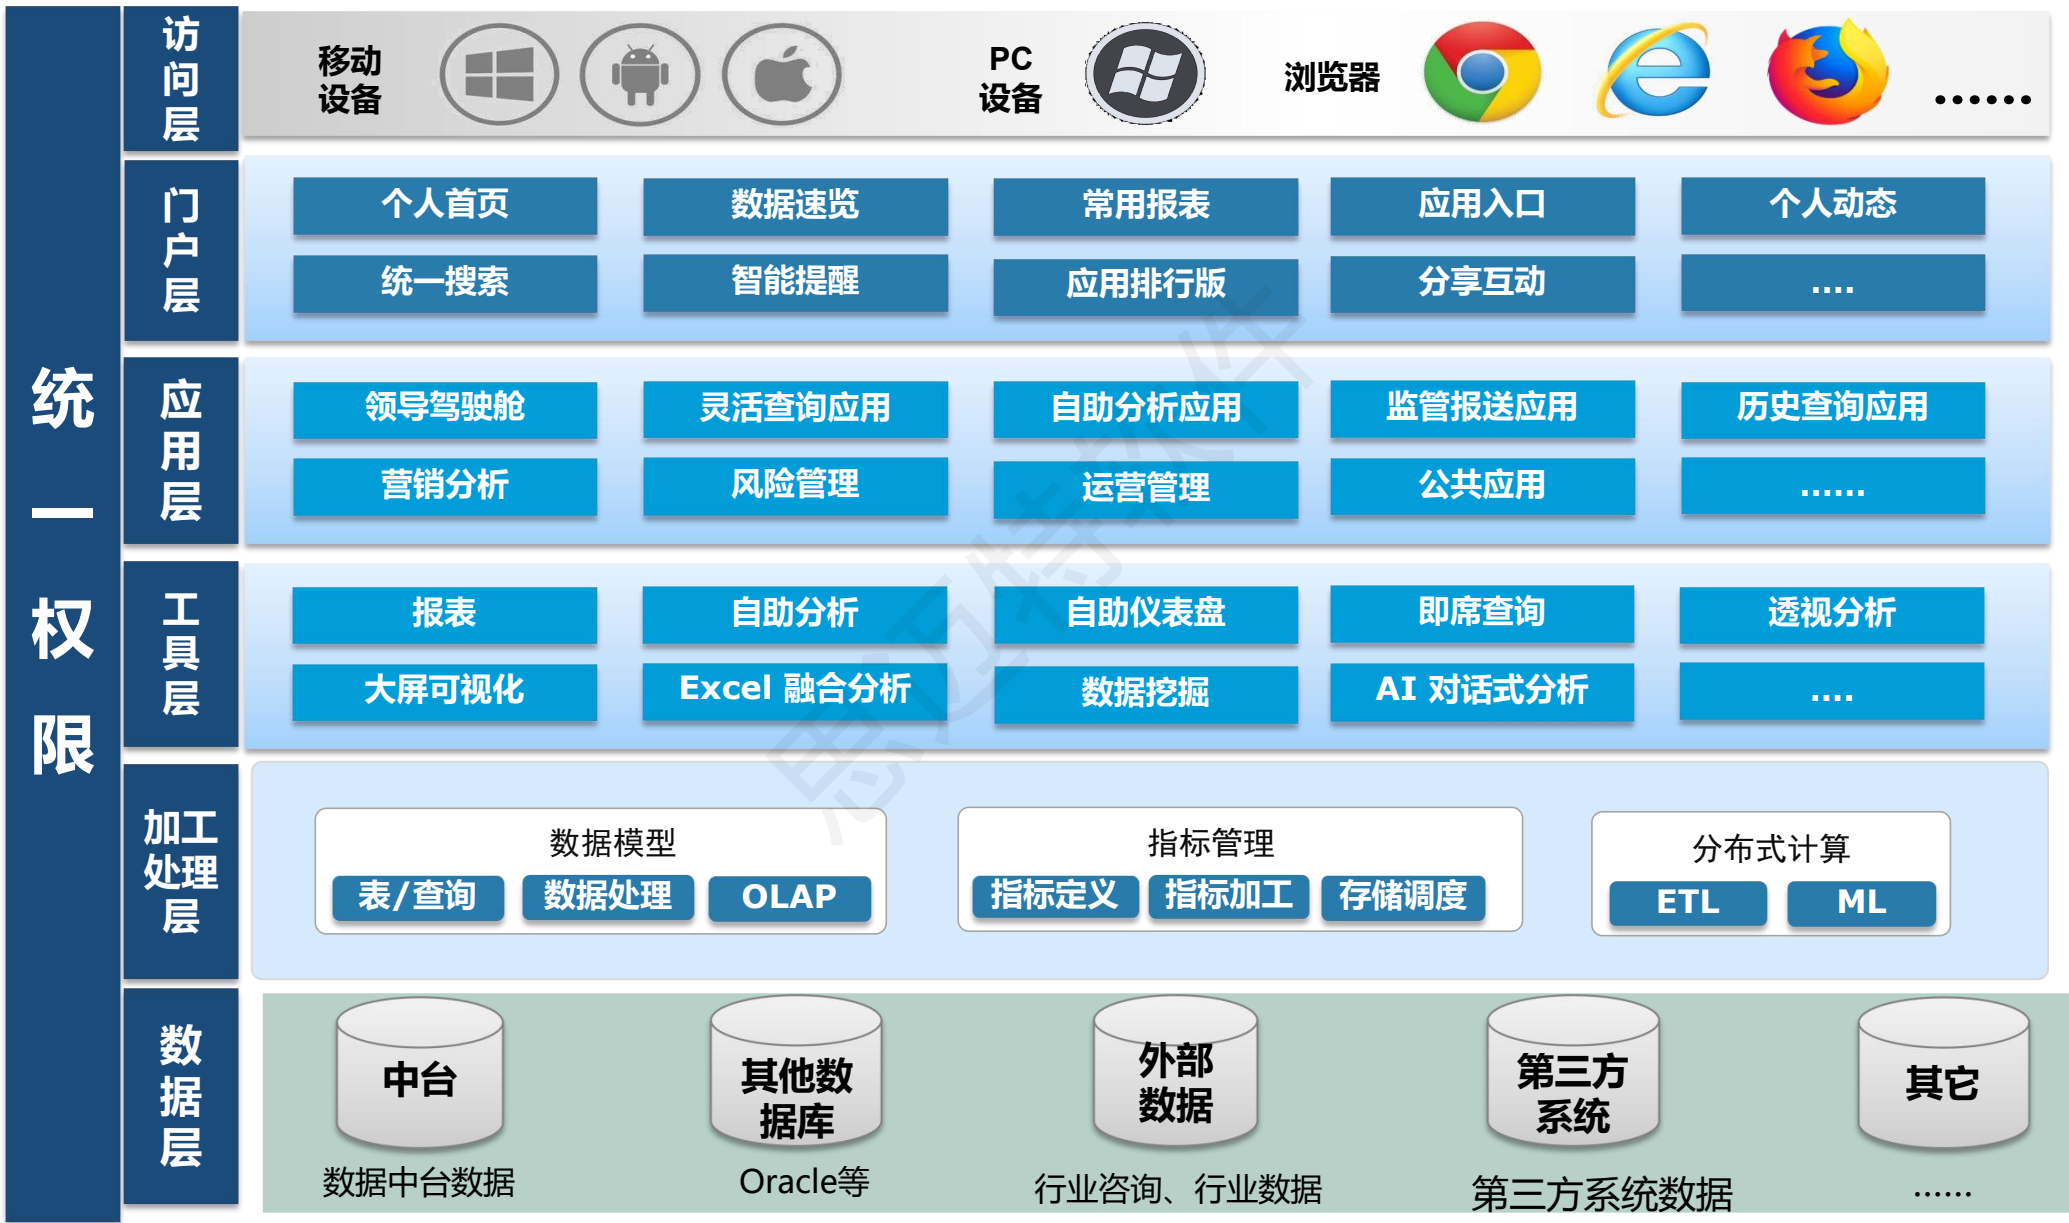 统一权限
访问层
移动
设备
PC
设备
浏览器
......
门户层
个人首页
数据速览
常用报表
应用入口
个人动态
统一搜索
智能提醒
应用排行版
分享互动
....
应用层
领导驾驶舱
灵活查询应用
自助分析应用
监管报送应用
历史查询应用
营销分析
风险管理
运营管理
公共应用
......
工具层
报表
自助分析
自助仪表盘
即席查询
透视分析
大屏可视化
Excel 融合分析
数据挖掘
AI 对话式分析
....
加工
处理
层
数据模型
表/查询
数据处理
OLAP
指标管理
指标定义
指标加工
存储调度
分布式计算
ETL
ML
数据层
中台
其他数
据库
外部
数据
第三方
系统
其它
数据中台数据
Oracle等
行业咨询、行业数据
第三方系统数据
......
思迈特软件